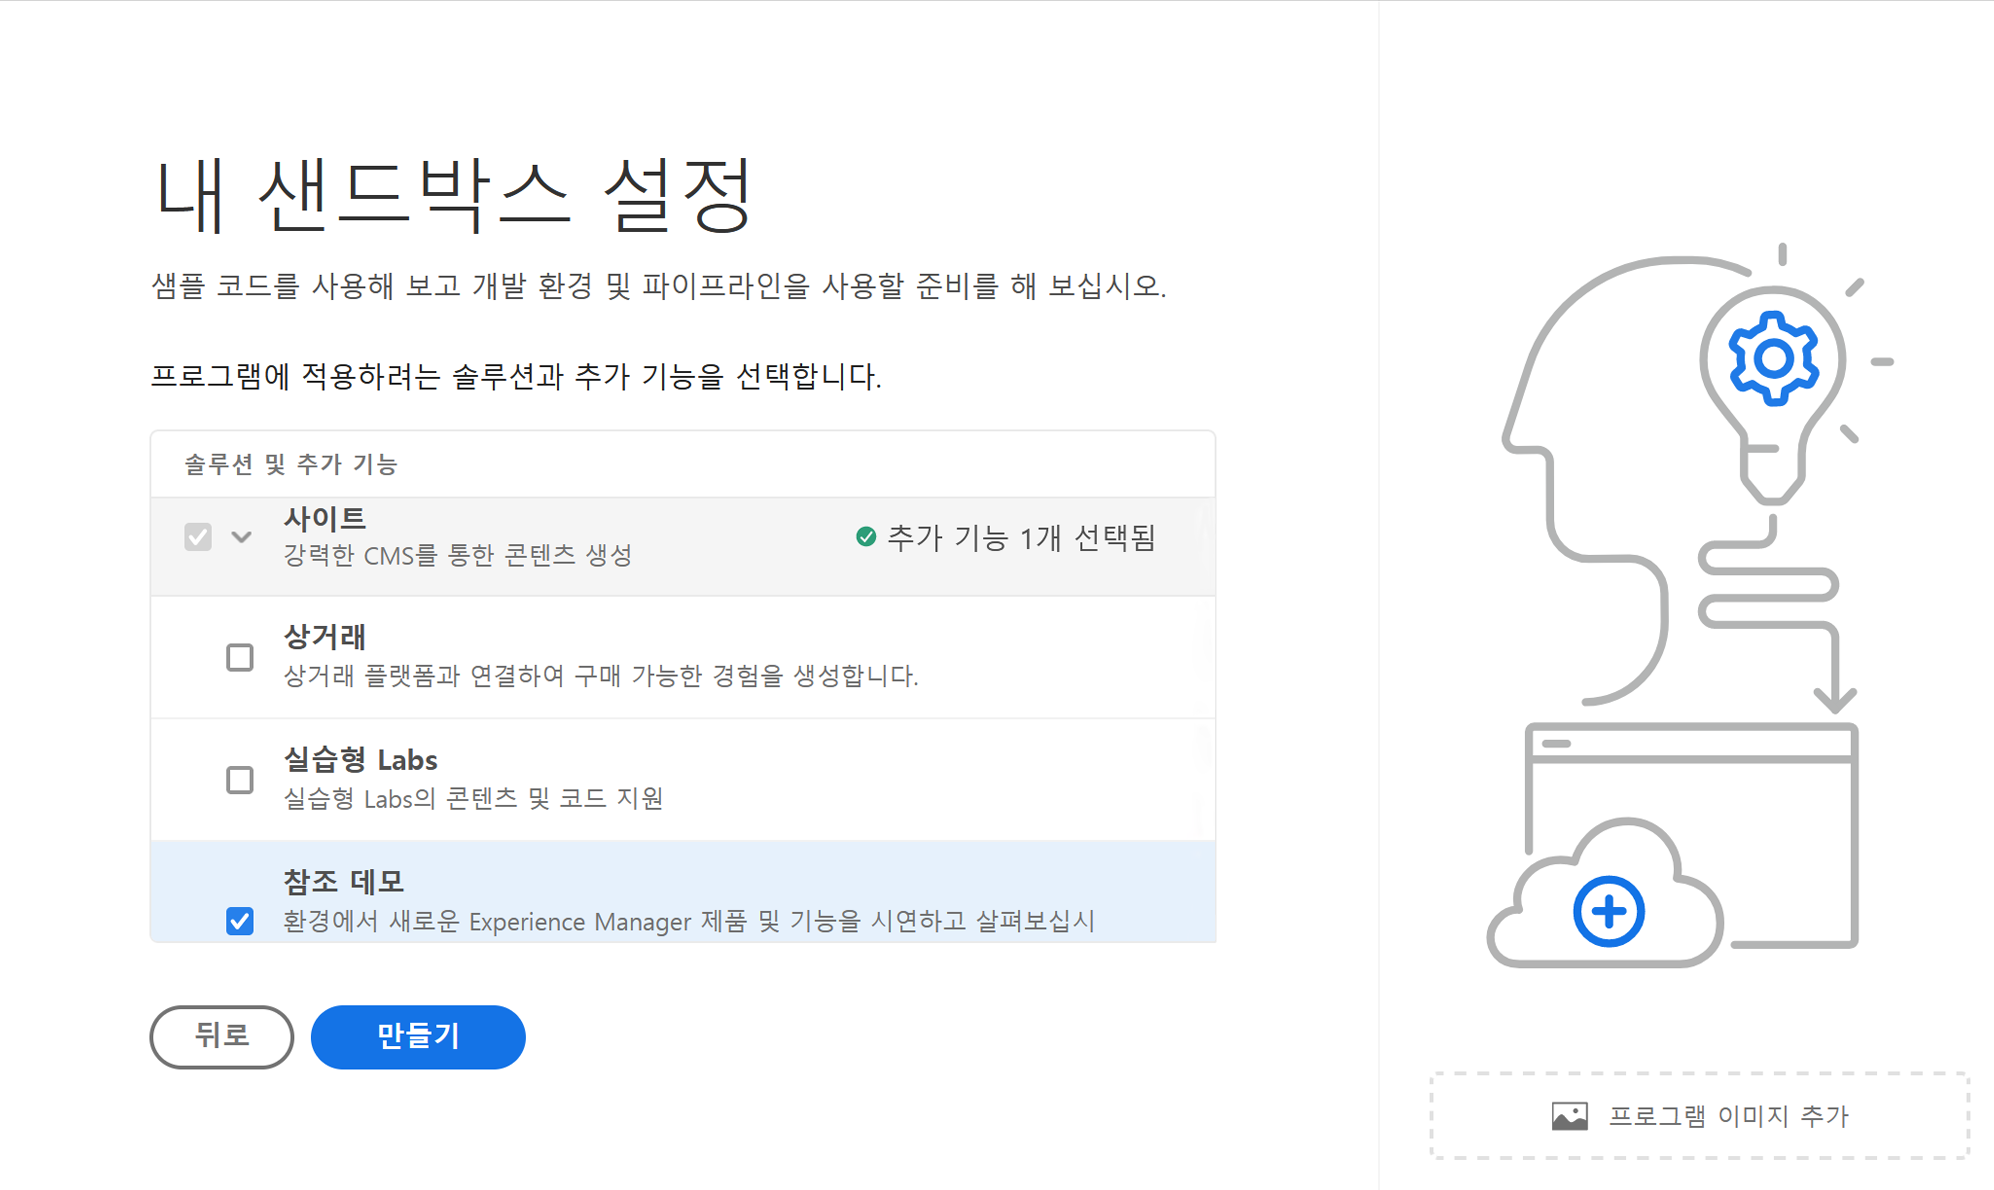 내 샌드박스 설정
샘플 코드를 사용해 보고 개발 환경 및 파이프라인을 사용할 준비를 해 보십시오.
프로그램에 적용하려는 솔루션과 추가 기능을 선택합니다.
솔루션 및 추가 기능
사이트
강력한 CMS를 통한 콘텐츠 생성
추가 기능 1개 선택됨
상거래
상거래 플랫폼과 연결하여 구매 가능한 경험을 생성합니다.
실습형 Labs
실습형 Labs의 콘텐츠 및 코드 지원
참조 데모
환경에서 새로운 Experience Manager 제품 및 기능을 시연하고 살펴보십시
뒤로
만들기
프로그램 이미지 추가